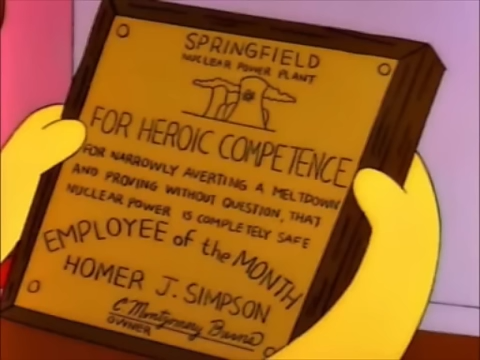 SPRINGFIELD
NUCLEAR POWER PLANT
FOR HEROIC COMPETENCE
FOR NARROWLY AVERTING A MELTDOWN
AND PROVING WITHOUT QUESTION, THAT
NUCLEAR POWER IS COMPLETELY SAFE
EMPLOYEE of the MONTH
HOMER J. SIMPSON
C Montgomery Burns
OWNER